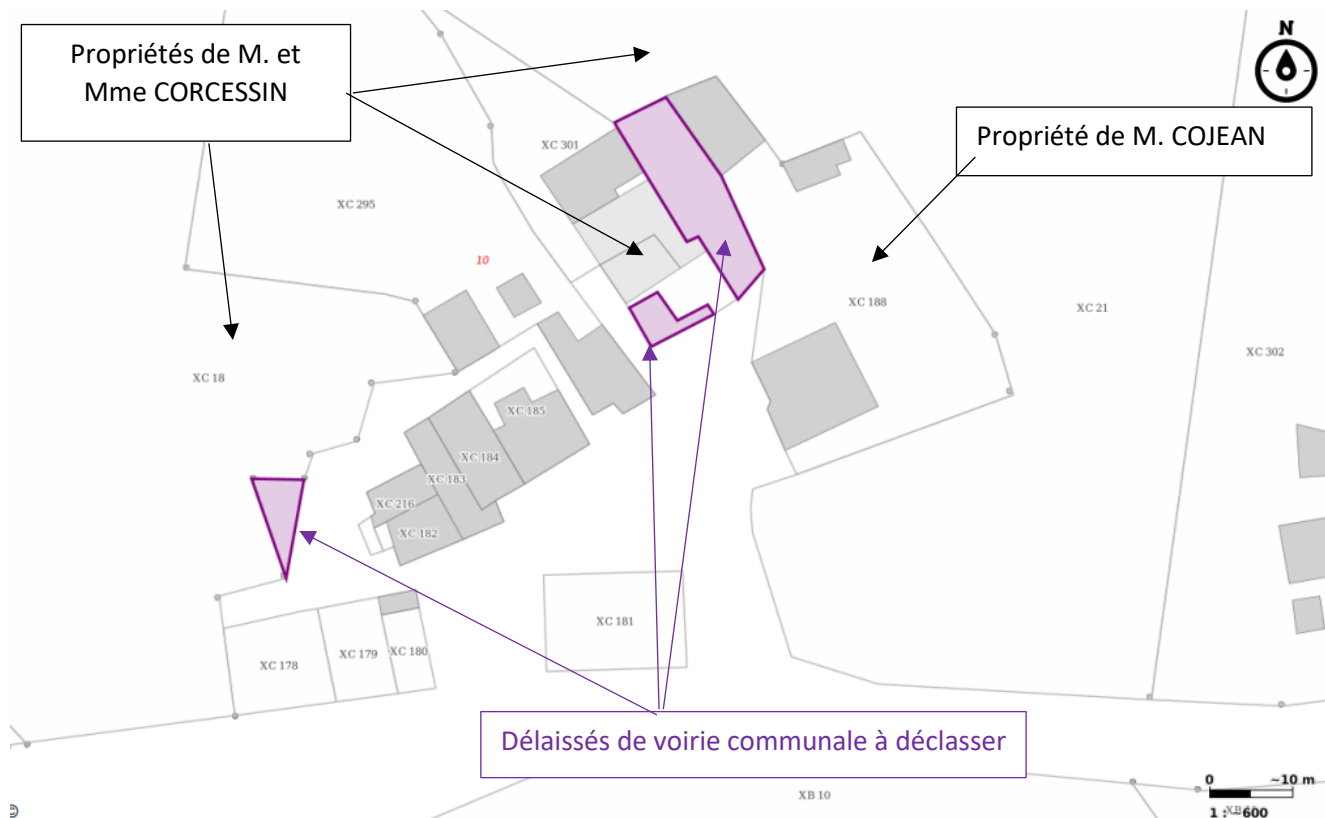 Propriétés de M. et
Mme CORCESSIN
N
Propriété de M. COJEAN
XC 301
XC 295
10
XC 188
XC 21
XC 302
XC 18
XC 185
XC 184
XC 183
XC 216
XC 182
XC 181
XC 178
XC 179
XC 180
Délaissés de voirie communale à déclasser
XB 10
0 ~10 m
1 : ~600
©